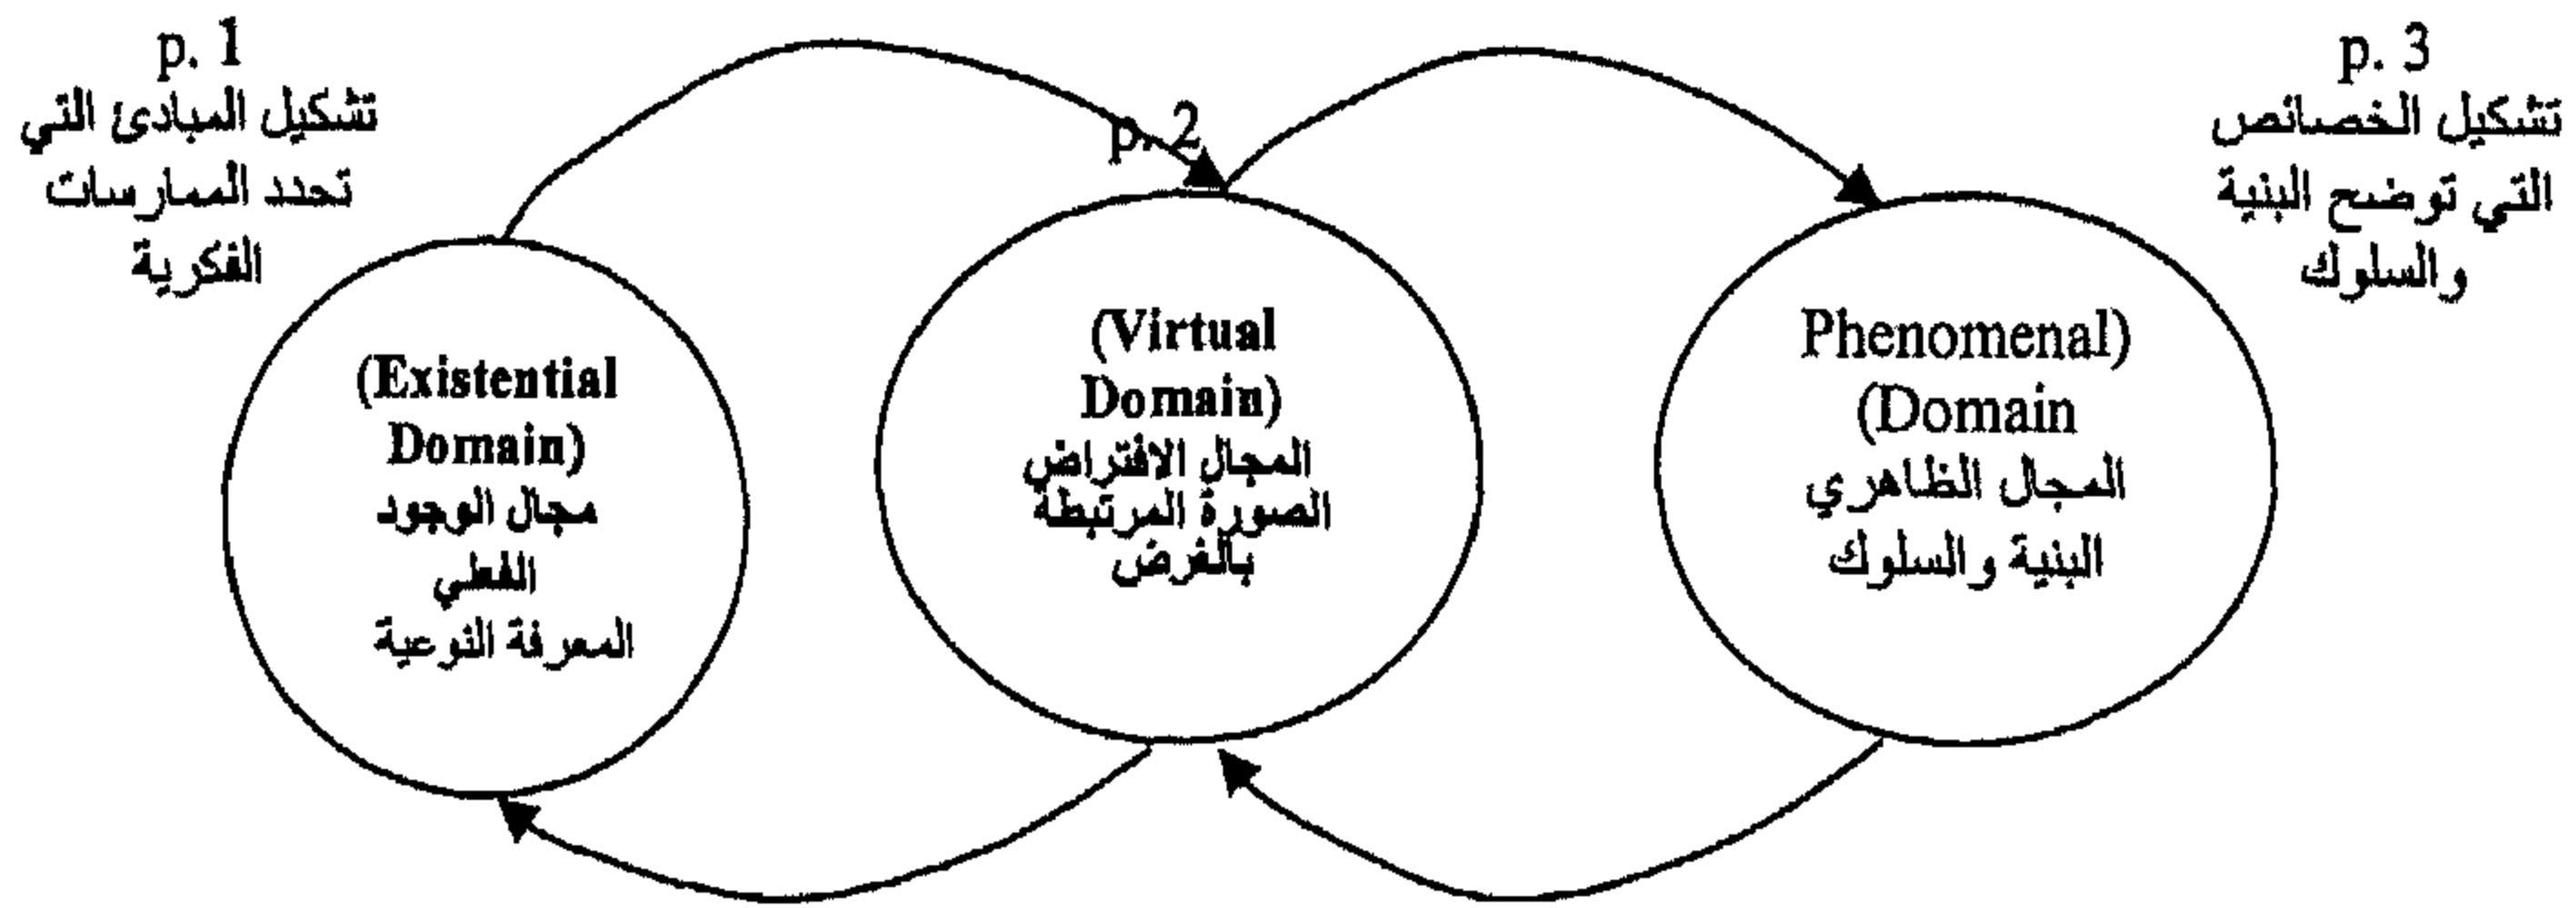 p. 1
تشكيل المبادئ التي
تحدد الممارسات
الفكرية
(Existential
Domain)
مجال الوجود
الفعلي
المعرفة النوعية
p. 2
(Virtual
Domain)
المجال الافتراض
الصورة المرتبطة
بالغرض
p. 3
تشكيل الخصائص
التي توضح البنية
والسلوك
Phenomenal)
(Domain
المجال الظاهري
البنية والسلوك